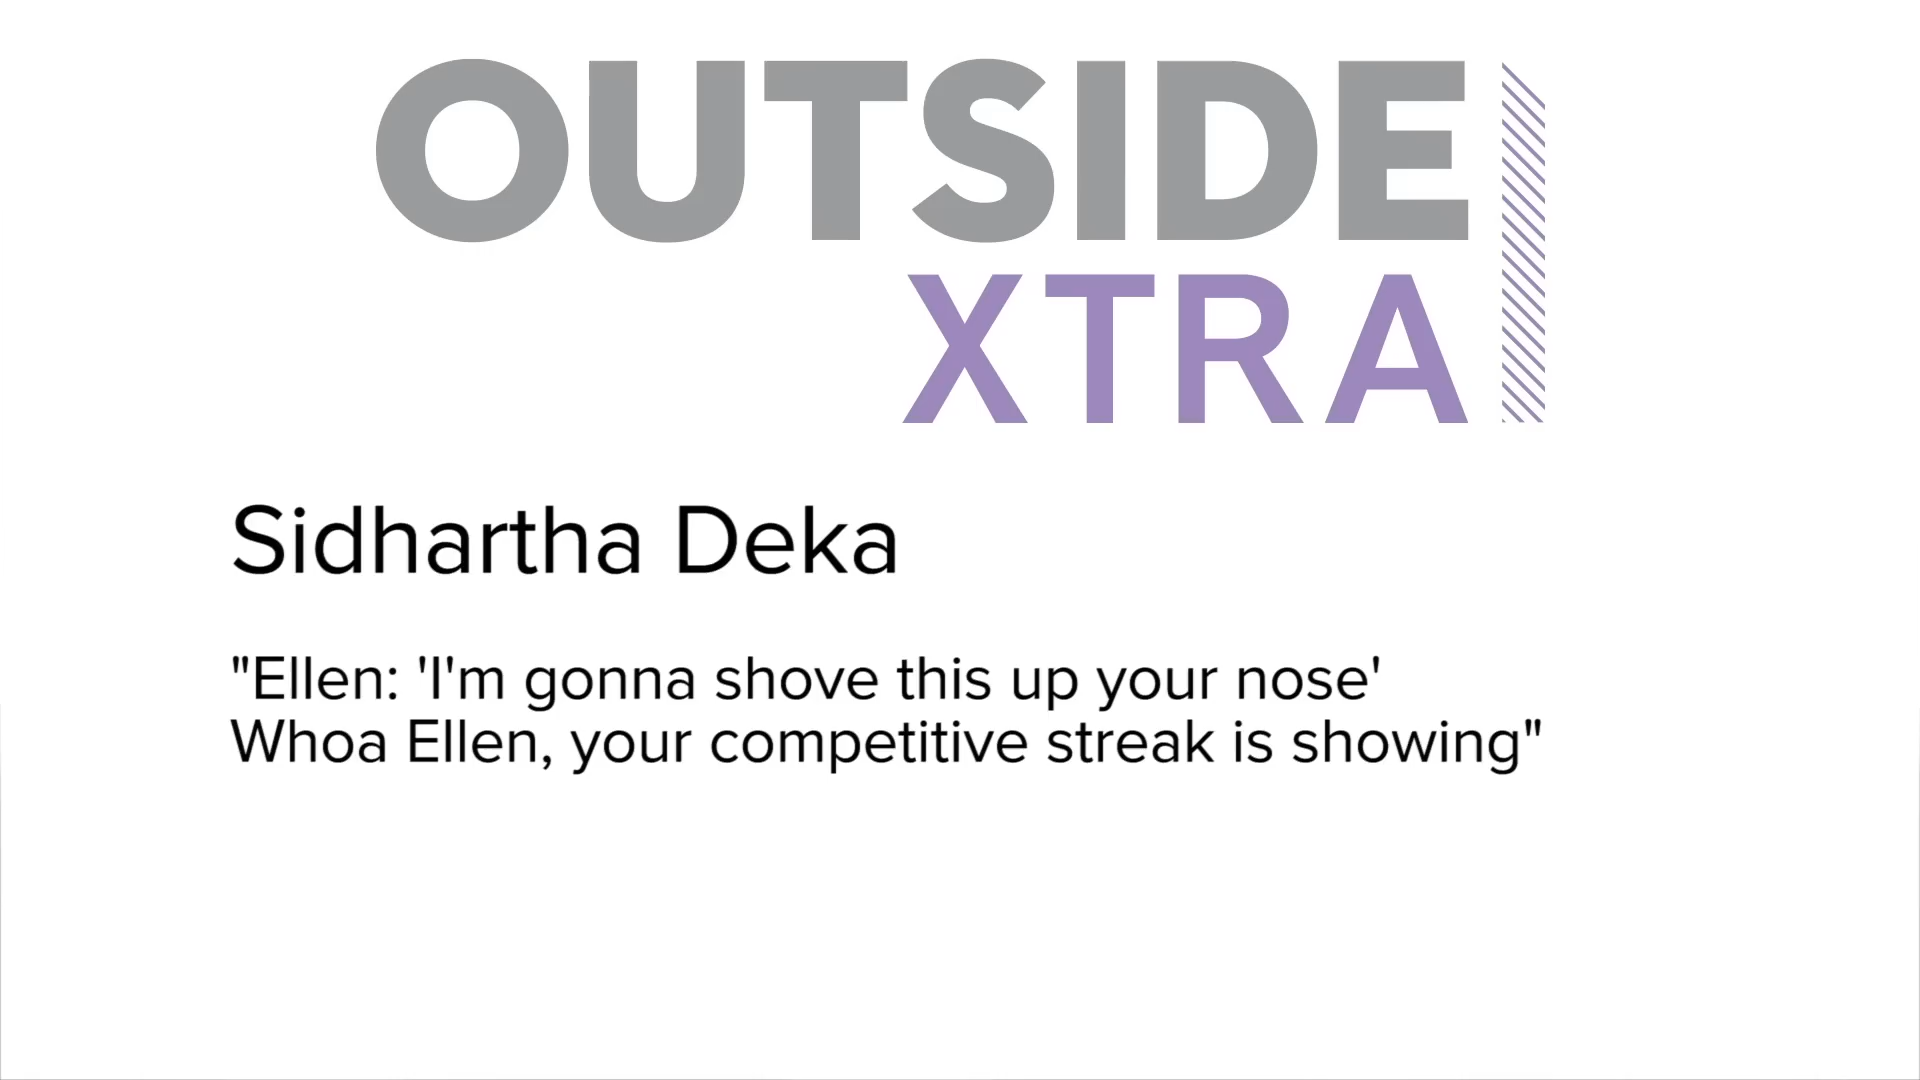 OUTSIDE
XTRA
Sidhartha Deka
"Ellen: 'I'm gonna shove this up your nose'
Whoa Ellen, your competitive streak is showing"